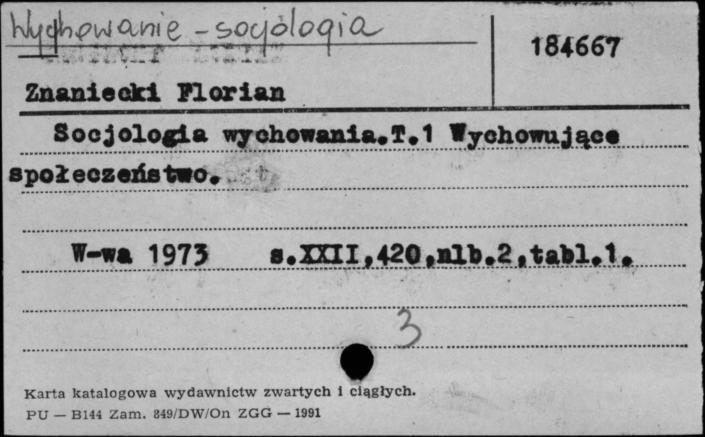 Wychowanie - socjologia
184667
Znaniecki Florian
Socjologia wychowania.T.1 Wychowujące
społeczeństwo.
W-wa 1973 s.XXII,420,nlb.2,tabl.1.
3
Karta katalogowa wydawnictw zwartych i ciągłych.
PU — B144 Zam. 849/DW/On ZGG — 1991